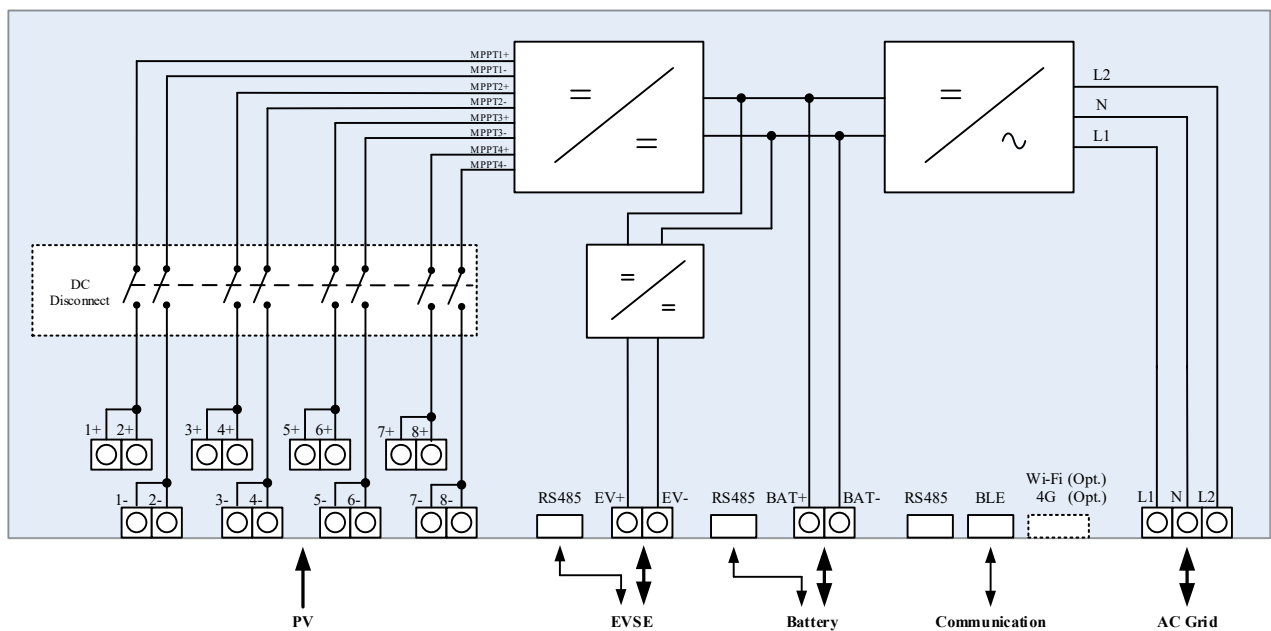 MPPT1+
MPPT1-
MPPT2+
MPPT2-
MPPT3+
MPPT3-
MPPT4+
MPPT4-
L2
N
L1
DC
Disconnect
1+ 2+ 3+ 4+ 5+ 6+ 7+ 8+
1- 2- 3- 4- 5- 6- 7- 8-
RS485 EV+ EV- RS485 BAT+ BAT- RS485 BLE
Wi-Fi (Opt.)
4G (Opt.)
L1 N L2
PV EVSE Battery Communication AC Grid